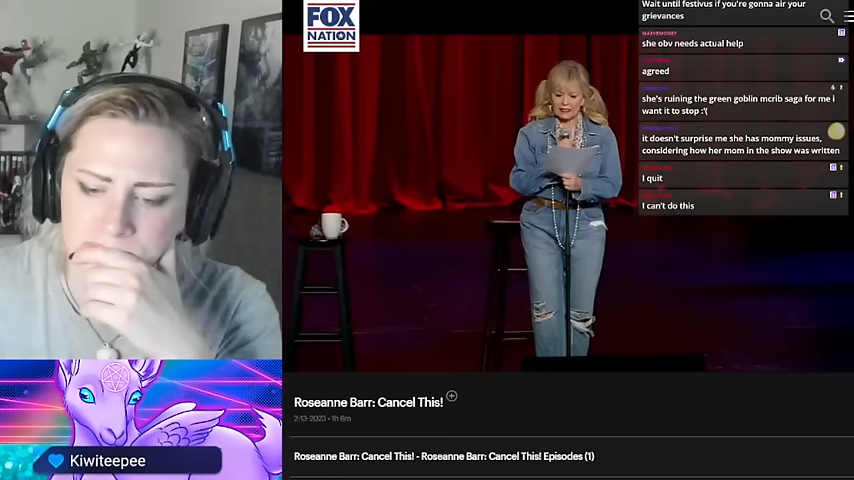 FOX
NATION
Wait until festivus if you're gonna air your
grievances
MARVEMONET
she obv needs actual help
agreed
she's ruining the green goblin mcrib saga for me i
want it to stop :'(
it doesn't surprise me she has mommy issues,
considering how her mom in the show was written
I quit
I can't do this
Roseanne Barr: Cancel This!
2-13-2023 • 1h 6m
Roseanne Barr: Cancel This! - Roseanne Barr: Cancel This! Episodes (1)
Kiwiteepee